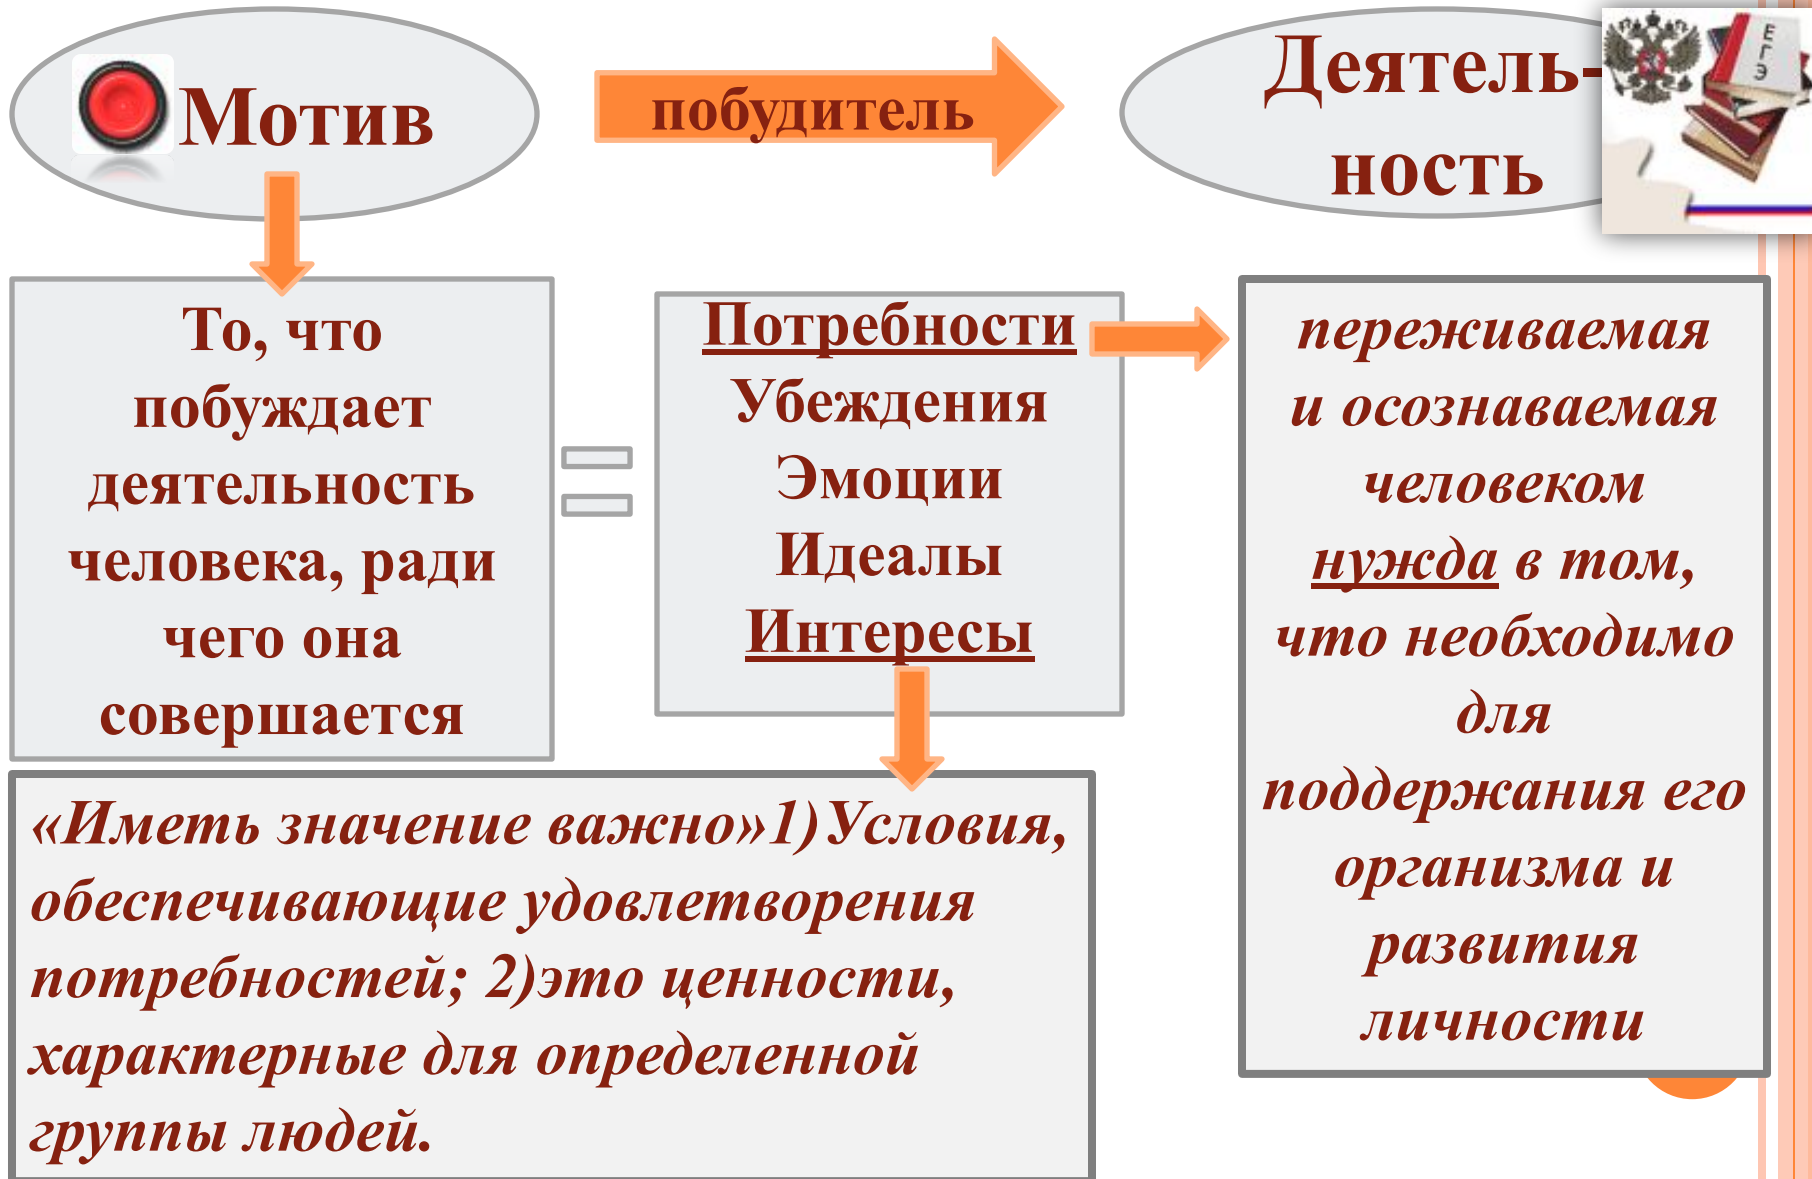 Мотив
побудитель
Деятель-
ность
ЕГЭ
То, что
побуждает
деятельность
человека, ради
чего она
совершается
Потребности
Убеждения
Эмоции
Идеалы
Интересы
переживаемая
и осознаваемая
человеком
нужда в том,
что необходимо
для
поддержания его
организма и
развития
личности
«Иметь значение важно»1)Условия,
обеспечивающие удовлетворения
потребностей; 2)это ценности,
характерные для определенной
группы людей.